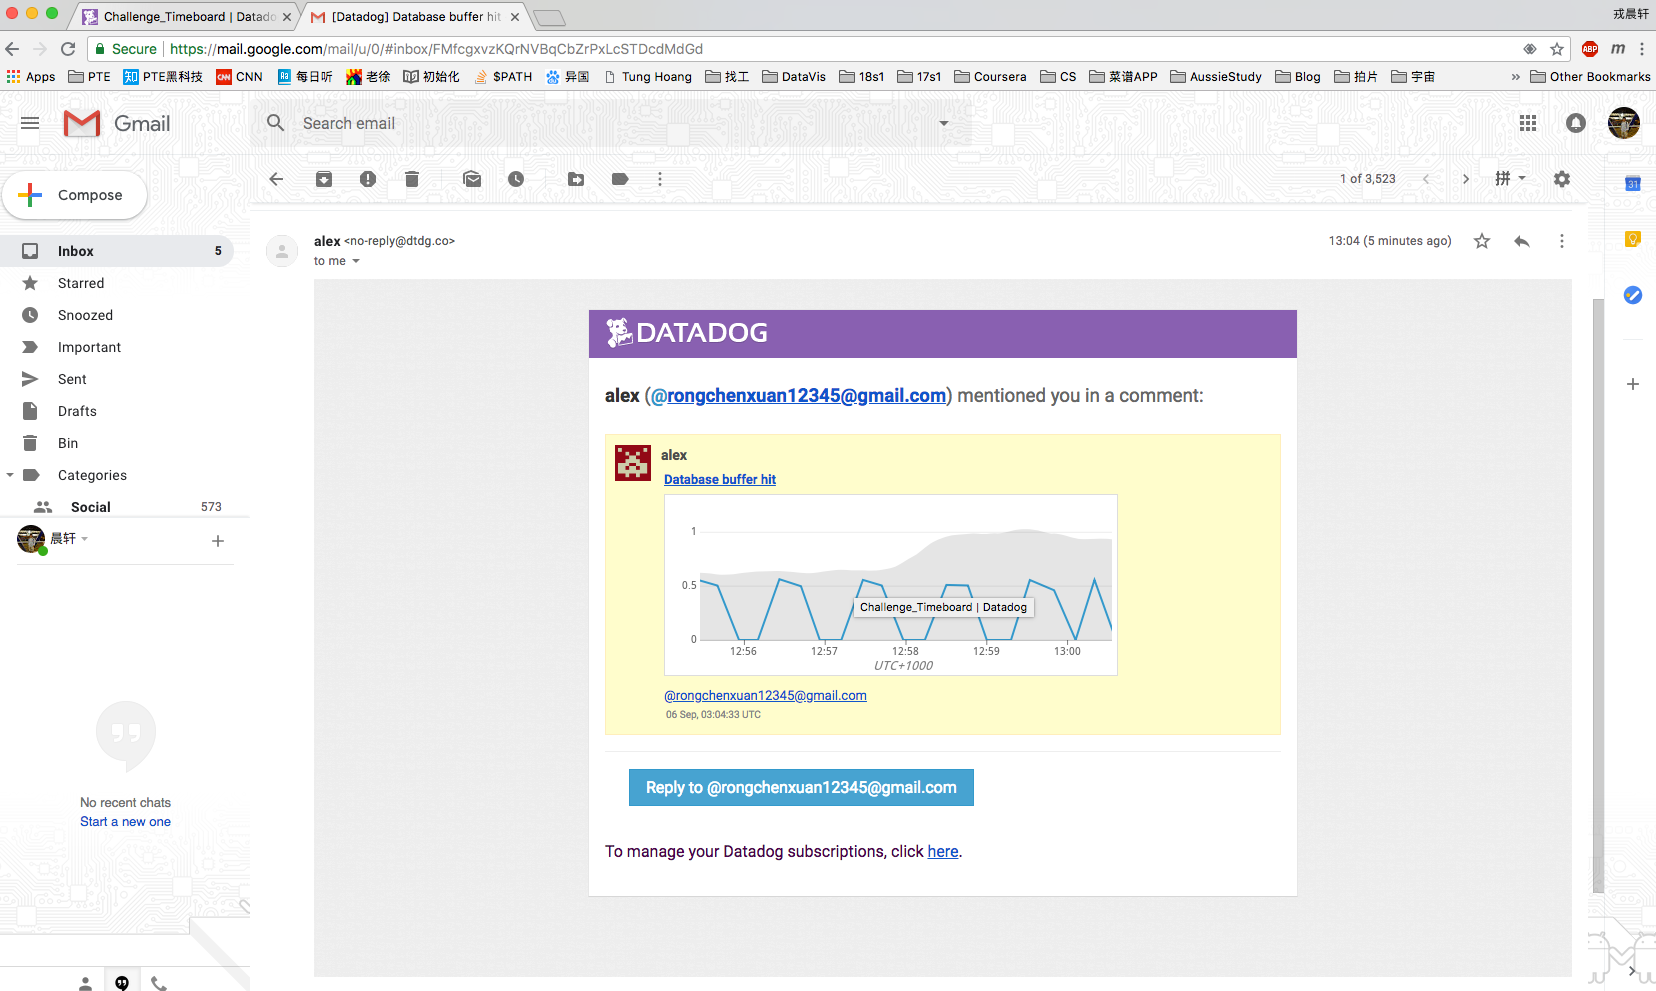 Challenge_Timeboard | Datado
[Datadog] Database buffer hit
戎晨轩
Secure
https://mail.google.com/mail/u/0/#inbox/FMfcgxvzKQrNVBqCbZrPxLcSTDcdMdGd
ABP
m
Apps
PTE
知 PTE黑科技
CNN CNN
每日听
老徐
初始化
$PATH
异国
Tung Hoang
找工
DataVis
18s1
17s1
Coursera
CS
菜谱APP
AussieStudy
Blog
拍片
宇宙
»
Other Bookmarks
Gmail
Search email
Compose
1 of 3,523
拼
31
Inbox 5
Starred
Snoozed
Important
Sent
Drafts
Bin
Categories
Social 573
晨轩
No recent chats
Start a new one
alex <no-reply@dtdg.co>
13:04 (5 minutes ago)
to me
DATADOG
alex (@rongchenxuan12345@gmail.com) mentioned you in a comment:
alex
Database buffer hit
1
0.5
0
Challenge_Timeboard | Datadog
12:56 12:57 12:58 12:59 13:00
UTC+1000
@rongchenxuan12345@gmail.com
06 Sep, 03:04:33 UTC
Reply to @rongchenxuan12345@gmail.com
To manage your Datadog subscriptions, click here.